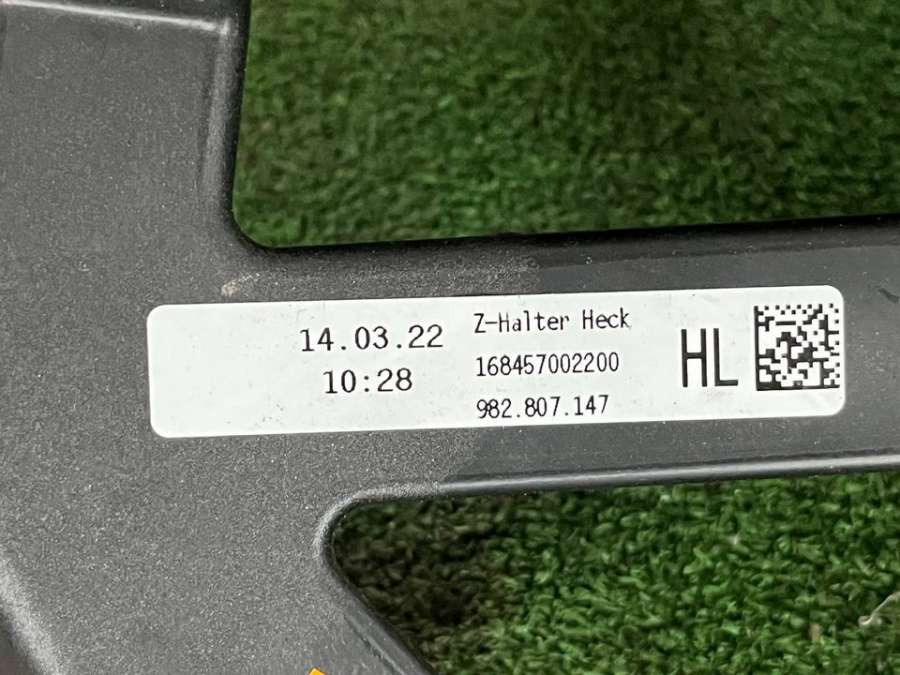 14.03.22
10:28
Z-Halter Heck
168457002200
982.807.147
HL